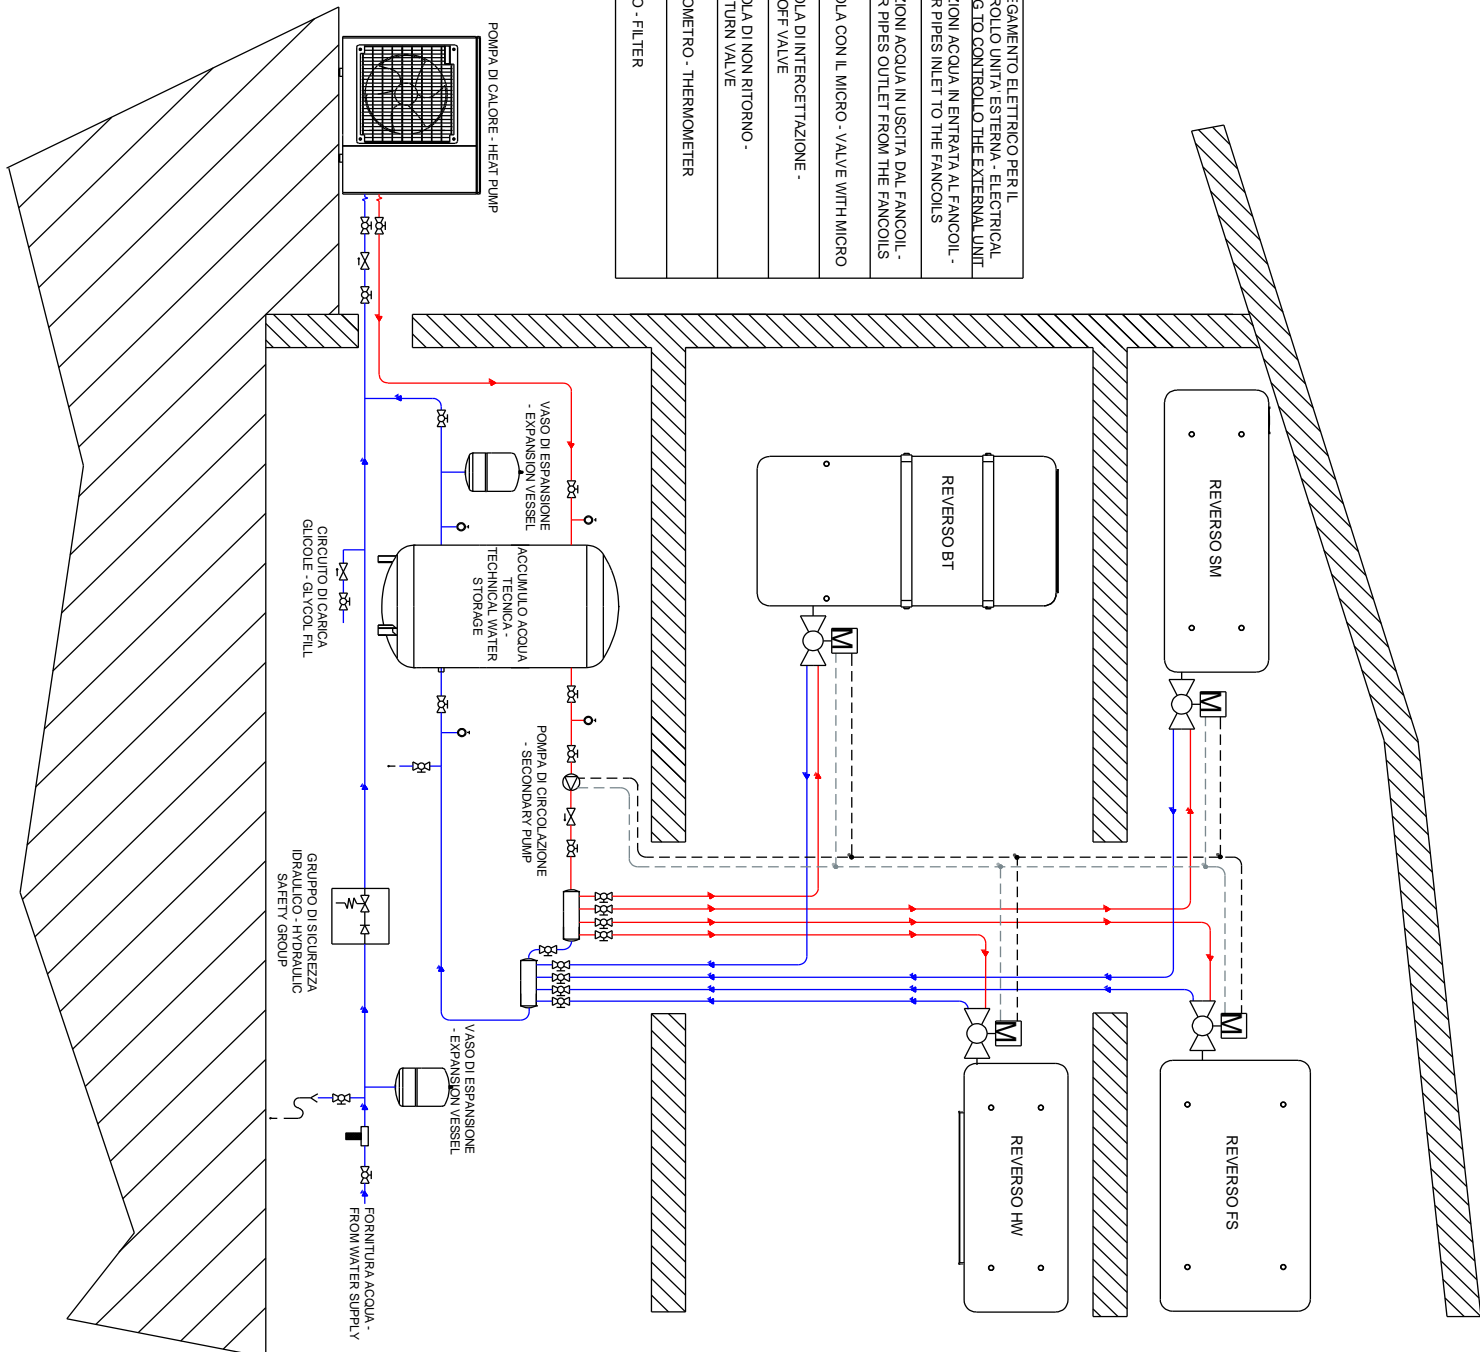 EGAMENTO ELETTRICO PER IL
ROLLO UNITA' ESTERNA - ELECTRICAL
G TO CONTROLLO THE EXTERNAL UNIT
ZIONI ACQUA IN ENTRATA AL FANCOIL -
R PIPES INLET TO THE FANCOILS
ZIONI ACQUA IN USCITA DAL FANCOIL -
R PIPES OUTLET FROM THE FANCOILS
OLA CON IL MICRO - VALVE WITH MICRO
OLA DI INTERCETTAZIONE -
OFF VALVE
OLA DI NON RITORNO -
TURN VALVE
OMETRO - THERMOMETER
O - FILTER
REVERSO SM
M
REVERSO FS
M
REVERSO BT
M
REVERSO HW
M
POMPA DI CALORE - HEAT PUMP
VASO DI ESPANSIONE
- EXPANSION VESSEL
ACCUMULO ACQUA
TECNICA -
TECHNICAL WATER
STORAGE
POMPA DI CIRCOLAZIONE
- SECONDARY PUMP
VASO DI ESPANSIONE
- EXPANSION VESSEL
CIRCUITO DI CARICA
GLICOLE - GLYCOL FILL
GRUPPO DI SICUREZZA
IDRAULICO - HYDRAULIC
SAFETY GROUP
FORNITURA ACQUA -
FROM WATER SUPPLY